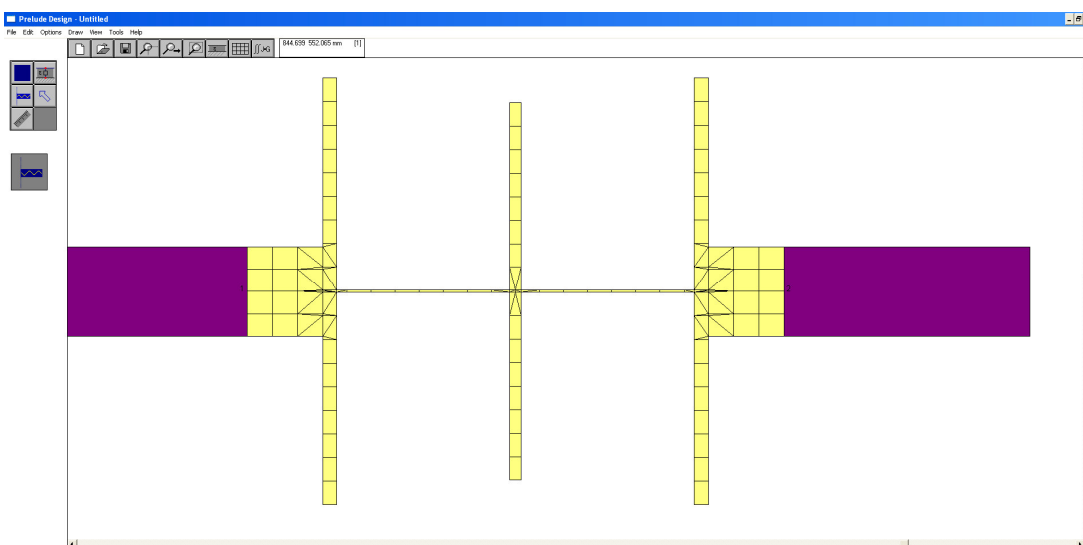 Prelude Design - Untitled
File Edit Options Draw View Tools Help
844.699 552.065 mm [1]
1
2